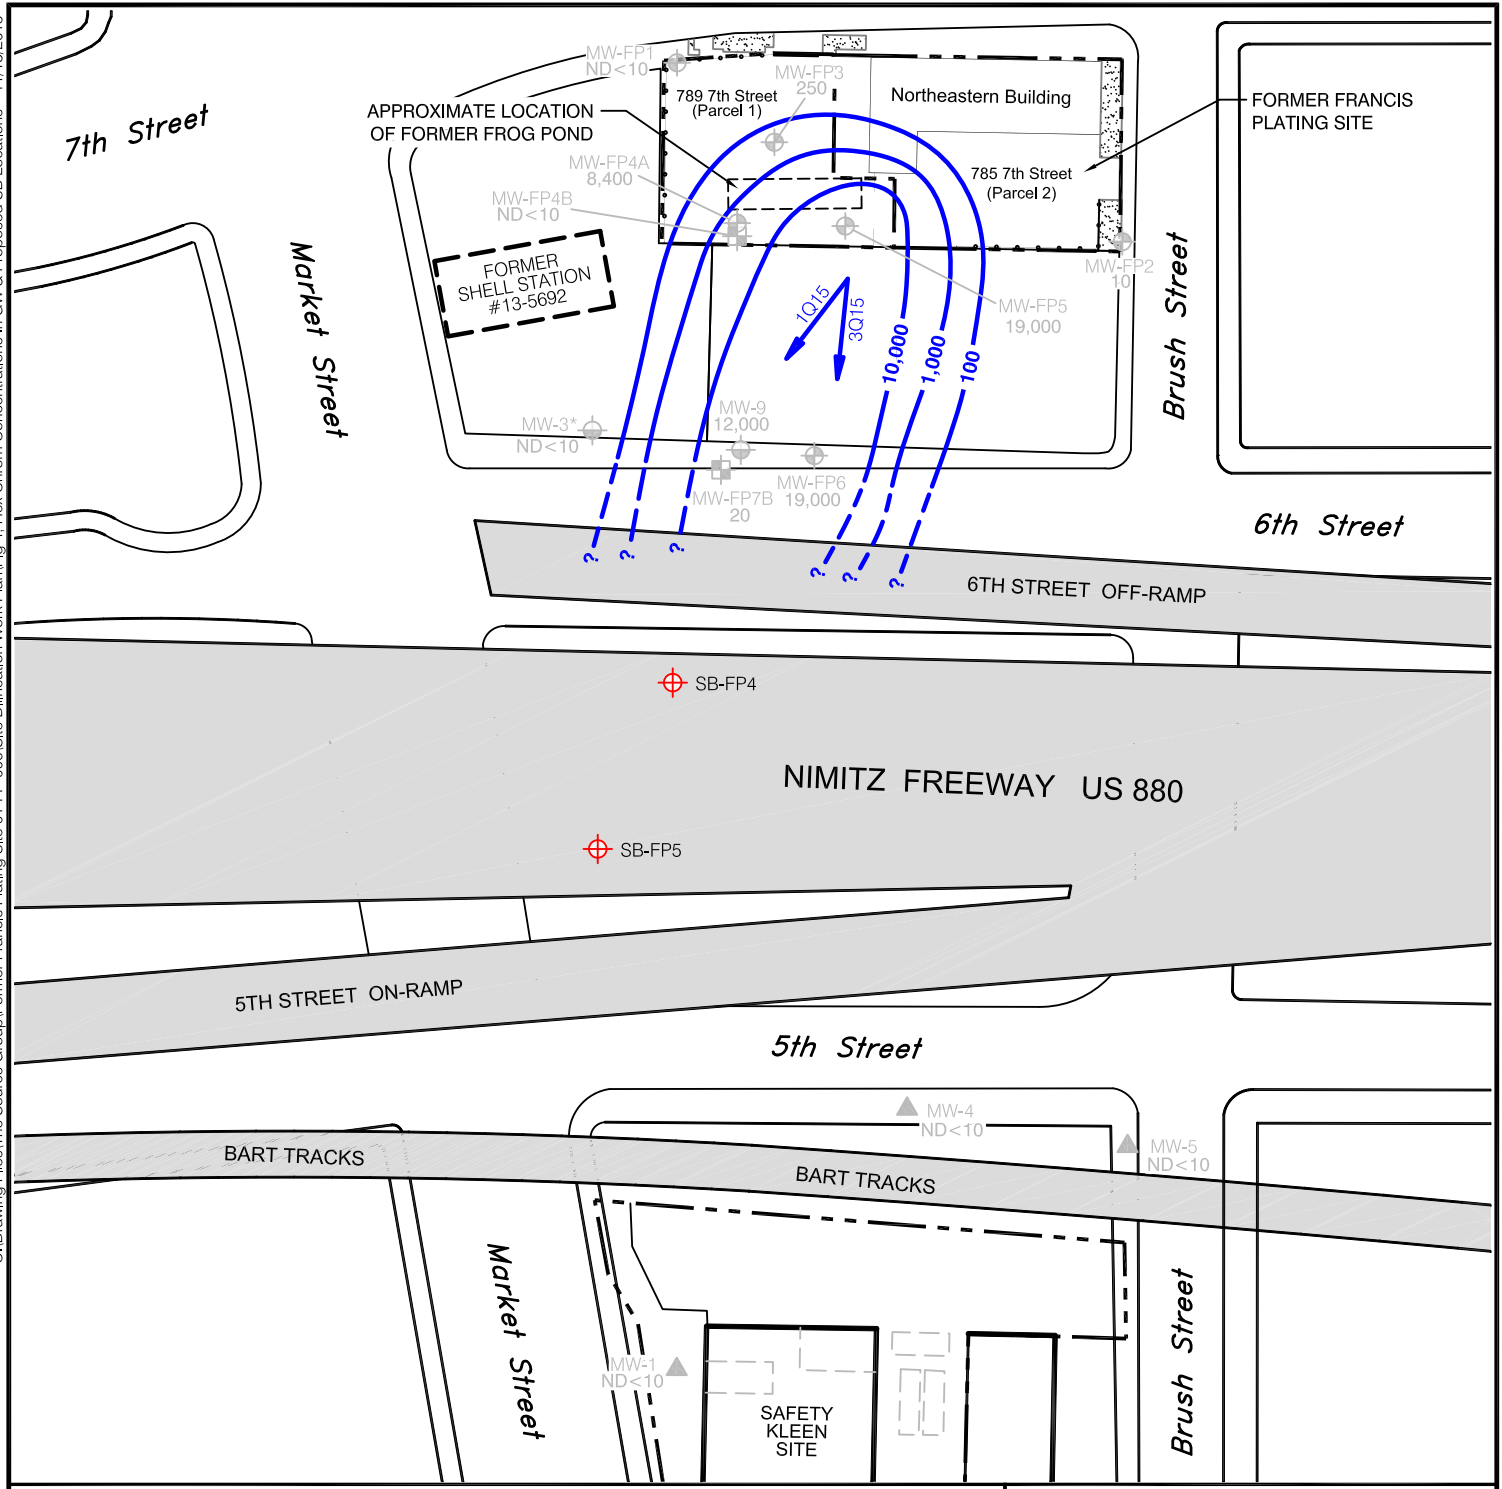 MW-FP1
ND<10
MW-FP3
250
789 7th Street
(Parcel 1)
Northeastern Building
APPROXIMATE LOCATION
OF FORMER FROG POND
FORMER FRANCIS
PLATING SITE
7th Street
MW-FP4A
8,400
785 7th Street
(Parcel 2)
MW-FP4B
ND<10
FORMER
SHELL STATION
#13-5692
Market Street
Brush Street
MW-FP2
10
1Q15
3Q15
MW-FP5
19,000
10,000
1,000
100
MW-3*
ND<10
MW-9
12,000
MW-FP7B
20
MW-FP6
19,000
6th Street
?
?
?
?
?
?
6TH STREET OFF-RAMP
SB-FP4
NIMITZ FREEWAY US 880
SB-FP5
5TH STREET ON-RAMP
5th Street
MW-4
ND<10
MW-5
ND<10
BART TRACKS
BART TRACKS
Market Street
Brush Street
MW-1
ND<10
SAFETY
KLEEN
SITE